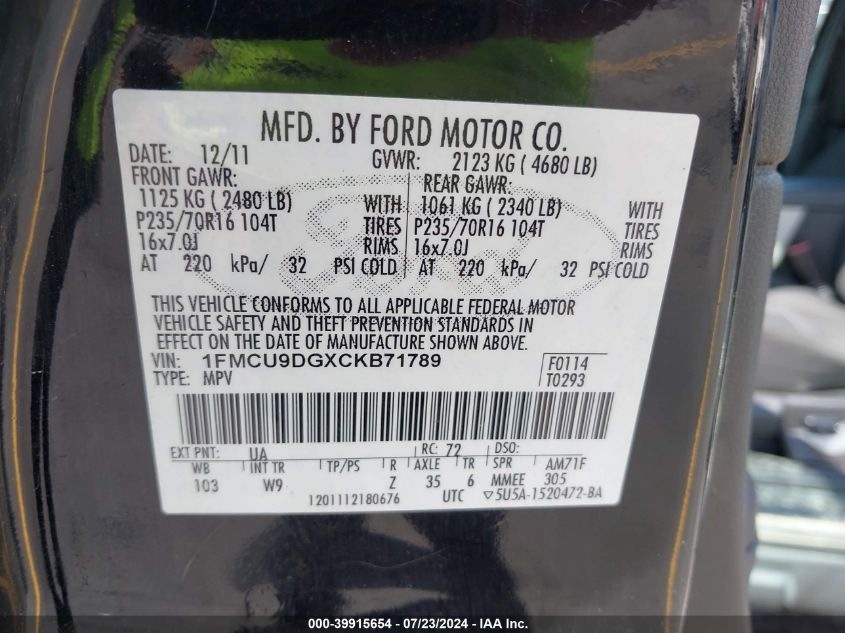 MFD. BY FORD MOTOR CO.
DATE: 12/11 GVWR: 2123 KG ( 4680 LB)
FRONT GAWR: REAR GAWR:
1125 KG ( 2480 LB) WITH 1061 KG ( 2340 LB) WITH
P235/70R16 104T TIRES P235/70R16 104T TIRES
16x7.0J RIMS 16x7.0J RIMS
AT 220 kPa/ 32 PSI COLD AT 220 kPa/ 32 PSI COLD
THIS VEHICLE CONFORMS TO ALL APPLICABLE FEDERAL MOTOR
VEHICLE SAFETY AND THEFT PREVENTION STANDARDS IN
EFFECT ON THE DATE OF MANUFACTURE SHOWN ABOVE.
VIN: 1FMCU9DGXCKB71789 F0114
TYPE: MPV T0293
EXT PNT: UA RC: 72 DSO:
WB INT TR TP/PS R AXLE TR SPR AM71F
103 W9 Z 35 6 MMEE 305
1201112180676 UTC ▽5U5A-1520472-BA
000-39915654 / 07/23/2024 / IAAI.com